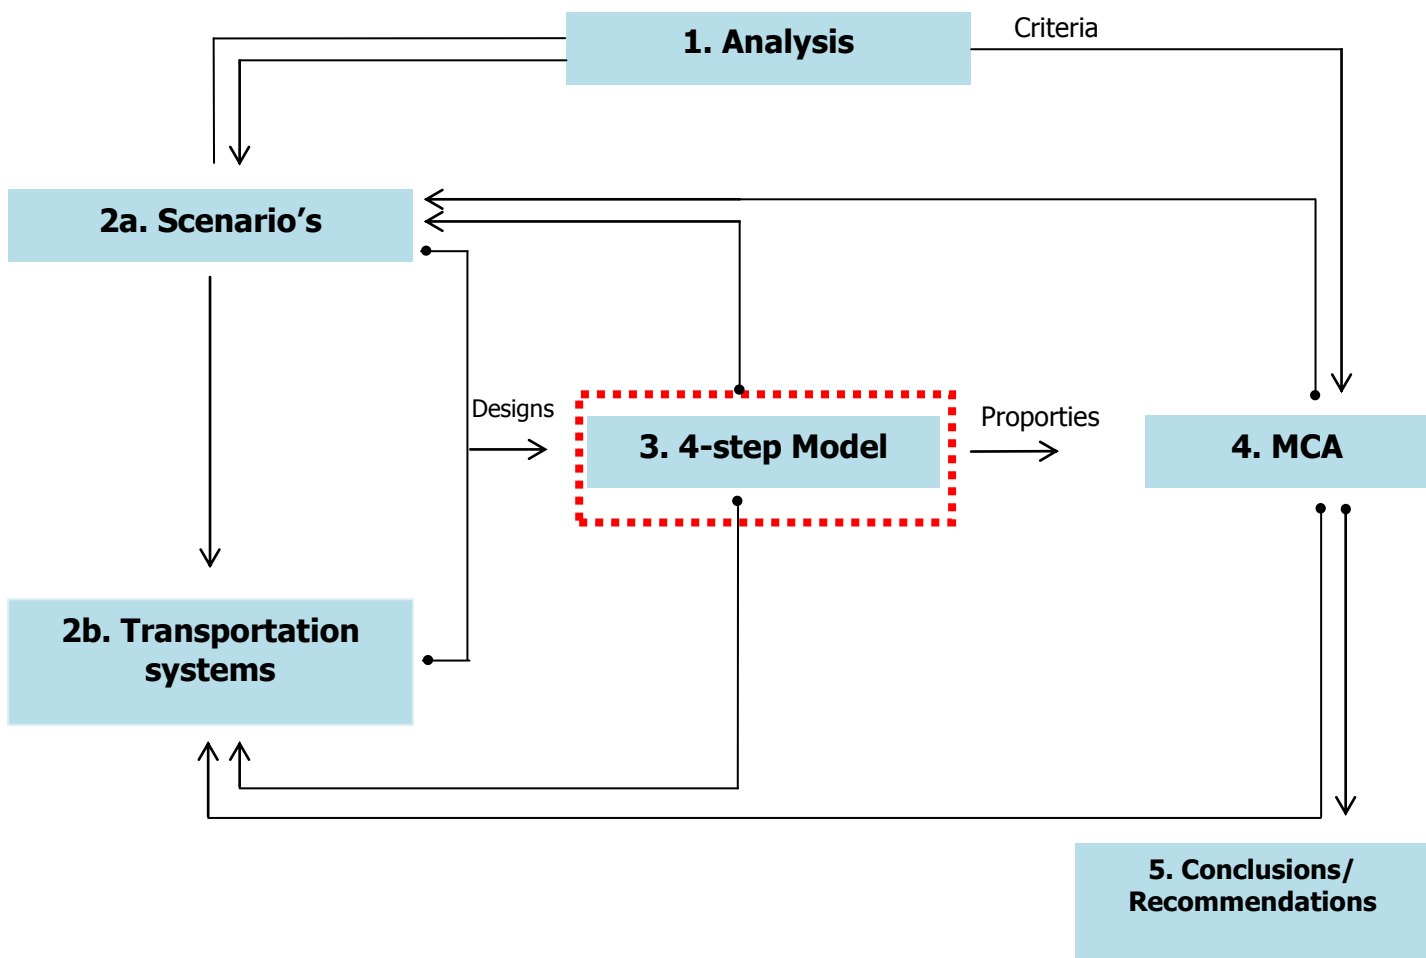 1. Analysis
Criteria
2a. Scenario’s
Designs
3. 4-step Model
Proporties
4. MCA
2b. Transportation
systems
5. Conclusions/
Recommendations